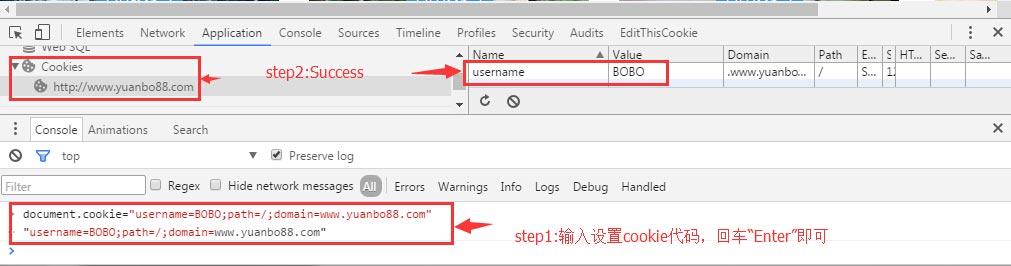 Elements Network Application Console Sources Timeline Profiles Security Audits EditThisCookie
Web SQL
Cookies
http://www.yuanbo88.com
step2:Success
Name Value Domain Path E... S HT... Se... Sa...
username BOBO .www.yuanbo... / S... 12
Console Animations Search
top Preserve log
Filter Regex Hide network messages All Errors Warnings Info Logs Debug Handled
document.cookie="username=BOBO;path=/;domain=www.yuanbo88.com"
"username=BOBO;path=/;domain=www.yuanbo88.com"
step1:输入设置cookie代码，回车“Enter”即可